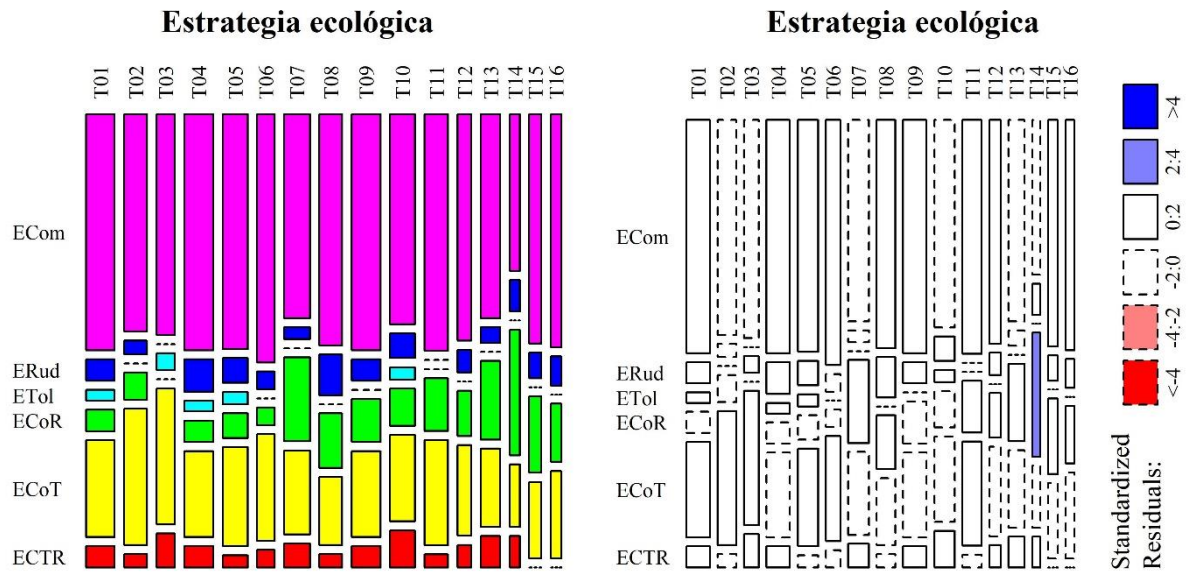 Estrategia ecológica
T01 T02 T03 T04 T05 T06 T07 T08 T09 T10 T11 T12 T13 T14 T15 T16
ECom
ERud
ETol
ECoR
ECoT
ECTR
Estrategia ecológica
T01 T02 T03 T04 T05 T06 T07 T08 T09 T10 T11 T12 T13 T14 T15 T16
ECom
ERud
ETol
ECoR
ECoT
ECTR
Standardized
Residuals:
<-4
-4:-2
-2:0
0:2
2:4
>4